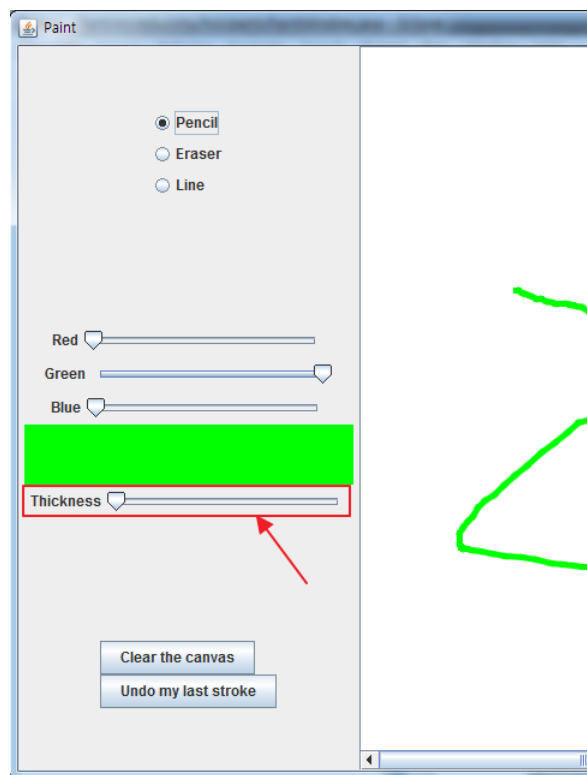 Paint
Pencil
Eraser
Line
Red
Green
Blue
Thickness
Clear the canvas
Undo my last stroke